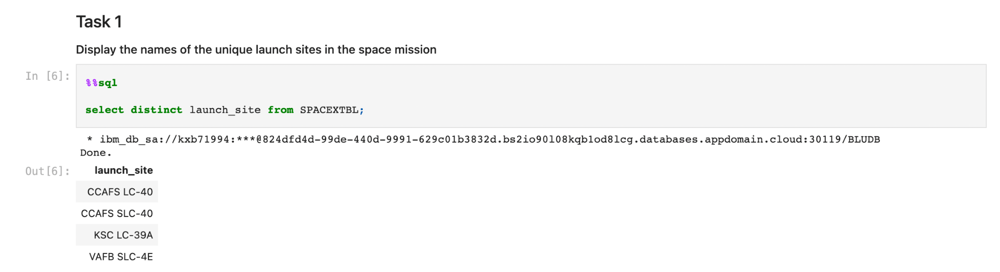 Task 1
Display the names of the unique launch sites in the space mission
In [6]:
%%sql
select distinct launch_site from SPACEXTBL;
* ibm_db_sa://kxb71994:***@824dfd4d-99de-440d-9991-629c01b3832d.bs2io90l08kqb1od8lcg.databases.appdomain.cloud:30119/BLUDB
Done.
Out[6]:
launch_site
CCAFS LC-40
CCAFS SLC-40
KSC LC-39A
VAFB SLC-4E